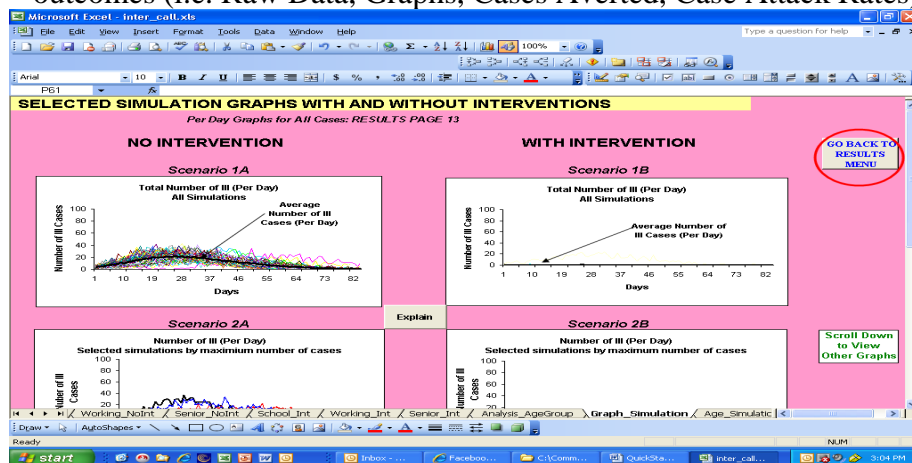 outcomes (i.e. Raw Data, Graphs, Cases Averted, Case Attack Rates
Microsoft Excel - inter_call.xls
File Edit View Insert Format Tools Data Window Help
Type a question for help
100%
Arial 10 B I U $ % ,
P61 fx
SELECTED SIMULATION GRAPHS WITH AND WITHOUT INTERVENTIONS
Per Day Graphs for All Cases: RESULTS PAGE 13
NO INTERVENTION
WITH INTERVENTION
GO BACK TO
RESULTS
MENU
Scenario 1A
Total Number of Ill (Per Day)
All Simulations
Average
Number of Ill
Cases (Per Day)
Number of Ill Cases
100
80
60
40
20
0
1 10 19 28 37 46 55 64 73 82
Days
Scenario 1B
Total Number of Ill (Per Day)
All Simulations
Average Number of
Ill Cases (Per Day)
Number of Ill Cases
100
80
60
40
20
0
1 10 19 28 37 46 55 64 73 82
Days
Explain
Scenario 2A
Number of Ill (Per Day)
Selected simulations by maximium number of cases
Cases
100
80
60
40
20
Scenario 2B
Number of Ill (Per Day)
Selected simulations by maximum number of cases
Cases
100
80
60
40
20
Scroll Down
to View
Other Graphs
Working_NoInt / Senior_NoInt / School_Int / Working_Int / Senior_Int / Analysis_AgeGroup \ Graph_Simulation / Age_Simulatic
Draw AutoShapes
Ready
NUM
start
Inbox - ...
Faceboo...
C:\Comm...
QuickSta...
inter_call...
3:04 PM